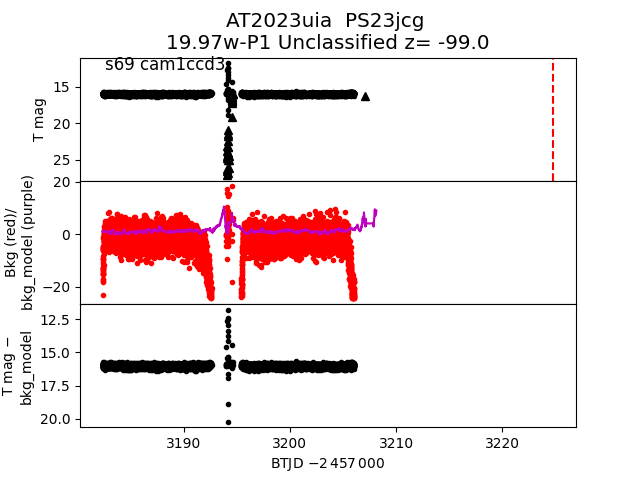 AT2023uia  PS23jcg
19.97w-P1 Unclassified z= -99.0
s69 cam1ccd3
T mag
15
20
25
Bkg (red)/
bkg_model (purple)
20
0
−20
T mag −
bkg_model
12.5
15.0
17.5
20.0
3190
3200
3210
3220
BTJD −2 457 000